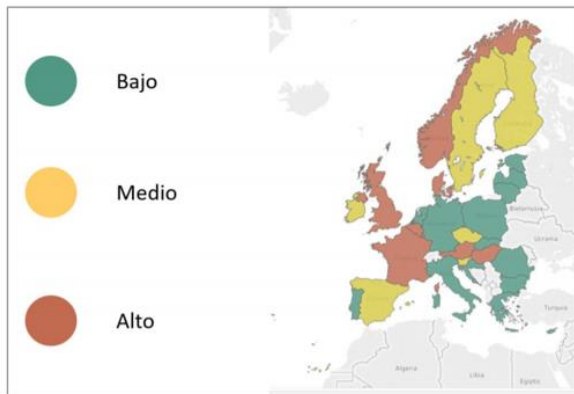 Bajo
Medio
Alto
Bielorrusia
Ucrania
Turquía
Argelia
Libia
Egipto